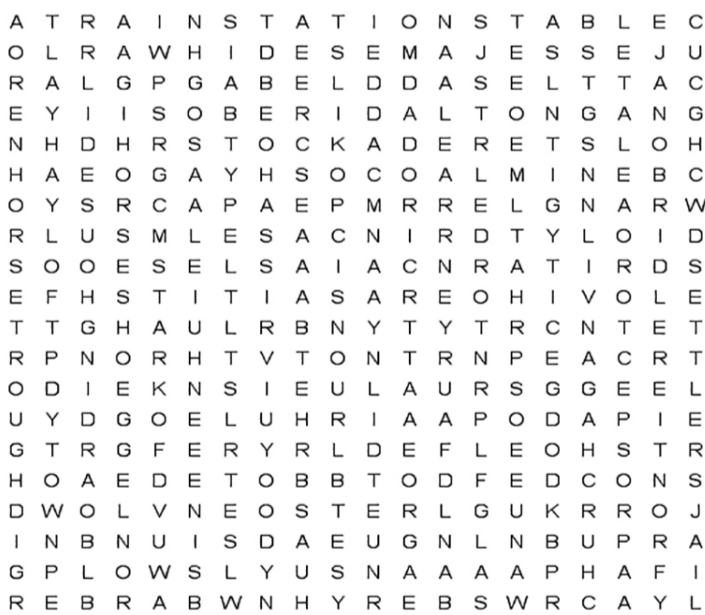 A T R A I N S T A T I O N S T A B L E C
O L R A W H I D E S E M A J E S S E J U
R A L G P G A B E L D D A S E L T T A C
E Y I I S O B E R I D A L T O N G A N G
N H D H R S T O C K A D E R E T S L O H
H A E O G A Y H S O C O A L M I N E B C
O Y S R C A P A E P M R R E L G N A R W
R L U S M L E S A C N I R D T Y L O I D
S O O E S E L S A I A C N R A T I R D S
E F H S T I T I A S A R E O H I V O L E
T T G H A U L R B N Y T Y T R C N T E T
R P N O R H T V T O N T R N P E A C R T
O D I E K N S I E U L A U R S G G E E L
U Y D G O E L U H R I A A P O D A P I E
G T R G F E R Y R L D E F L E O H S T R
H O A E D E T O B B T O D F E D C O N S
D W O L V N E O S T E R L G U K R R O J
I N B N U I S D A E U G N L N B U P R A
G P L O W S L Y U S N A A A A P H A F I
R E B R A B W N H Y R E B S W R C A Y L